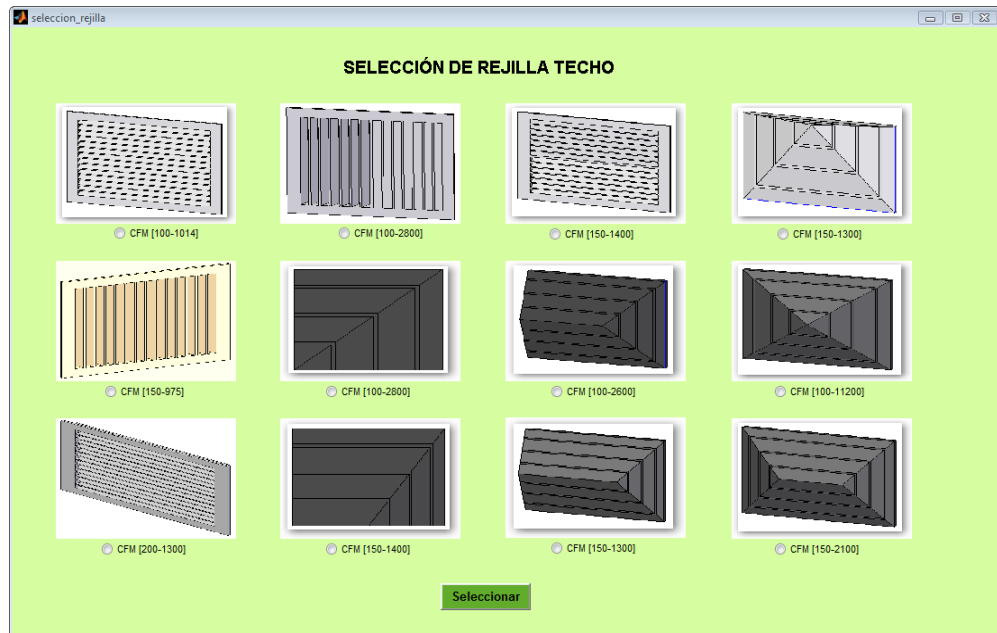 seleccion_rejilla
SELECCIÓN DE REJILLA TECHO
CFM [100-1014]
CFM [100-2800]
CFM [150-1400]
CFM [150-1300]
CFM [150-975]
CFM [100-2800]
CFM [100-2600]
CFM [100-11200]
CFM [200-1300]
CFM [150-1400]
CFM [150-1300]
CFM [150-2100]
Seleccionar